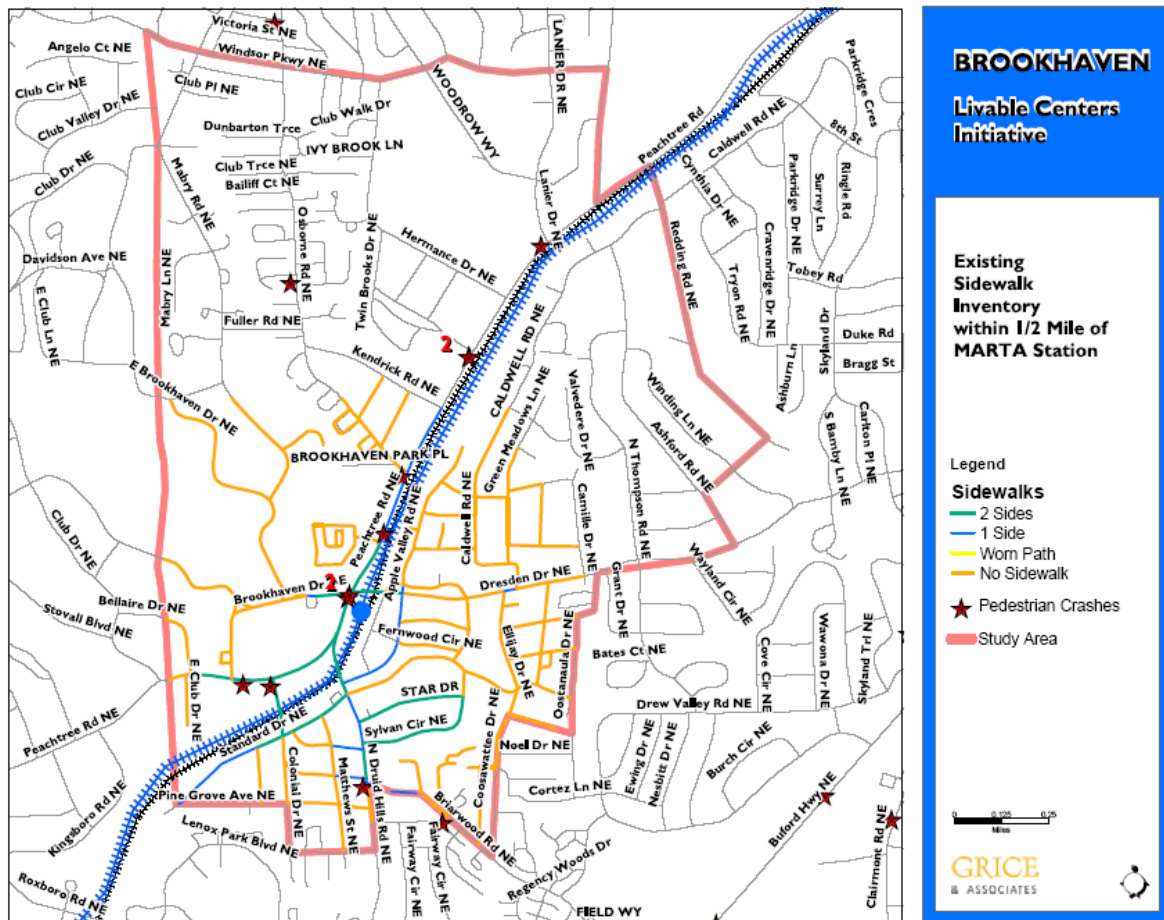 Victoria St NE
Angelo Ct NE
Windsor Pkwy NE
LANIER DR NE
Club Pl NE
WOODROW WY
Club Cir NE
Club Valley Dr NE
Club Walk Dr
Dunbarton Trce
IVY BROOK LN
Peachtree Rd
Caldwell Rd NE
Parkridge Cres
8th St
Club Dr NE
Mabry Rd NE
Club Trce NE
Bailiff Ct NE
Osborne Rd NE
Twin Brooks Dr NE
Lanier Dr NE
Cynthia Dr NE
Parkridge Dr NE
Surrey Ln
Ringle Rd
Davidson Ave NE
Mabry Ln NE
E Club Ln NE
Hermance Dr NE
Redding Rd NE
Tryon Rd NE
Cravenridge Dr NE
Tobey Rd
Fuller Rd NE
Kendrick Rd NE
2
CALDWELL RD NE
Skyland Dr
Duke Rd
Bragg St
Ashburn Ln
E Brookhaven Dr NE
Green Meadows Ln NE
Valvedere Dr NE
Winding Ln NE
Ashford Rd NE
S Bamby Ln NE
Carlton Pl NE
BROOKHAVEN PARK PL
N Thompson Rd NE
Peachtree Rd NE
Apple Valley Rd NE
Caldwell Rd NE
Camille Dr NE
Club Dr NE
Brookhaven Dr NE
2
Dresden Dr NE
Grant Dr NE
Wayland Cir NE
Bellaire Dr NE
Stovall Blvd NE
Fernwood Cir NE
Ellijay Dr NE
Oostanaula Dr NE
Bates Ct NE
Cove Cir NE
Wawona Dr NE
Skyland Trl NE
E Club Dr NE
STAR DR
Drew Valley Rd NE
Peachtree Rd NE
Standard Dr NE
Sylvan Cir NE
Coosawattee Dr NE
Noel Dr NE
Ewing Dr NE
Nesbitt Dr NE
Burch Cir NE
Pine Grove Ave NE
Colonial Dr NE
Matthews St NE
N Druid Hills Rd NE
Cortez Ln NE
Briarwood Rd NE
Buford Hwy NE
Kingsboro Rd NE
Lenox Park Blvd NE
Fairway Cir NE
Fairway Cir NE
Regency Woods Dr
Chairmont Rd NE
Roxboro Rd NE
FIELD WY
BROOKHAVEN
Livable Centers
Initiative
Existing
Sidewalk
Inventory
within 1/2 Mile of
MARTA Station
Legend
Sidewalks
2 Sides
1 Side
Worn Path
No Sidewalk
Pedestrian Crashes
Study Area
0 0.125 0.25
Miles
GRICE
& ASSOCIATES